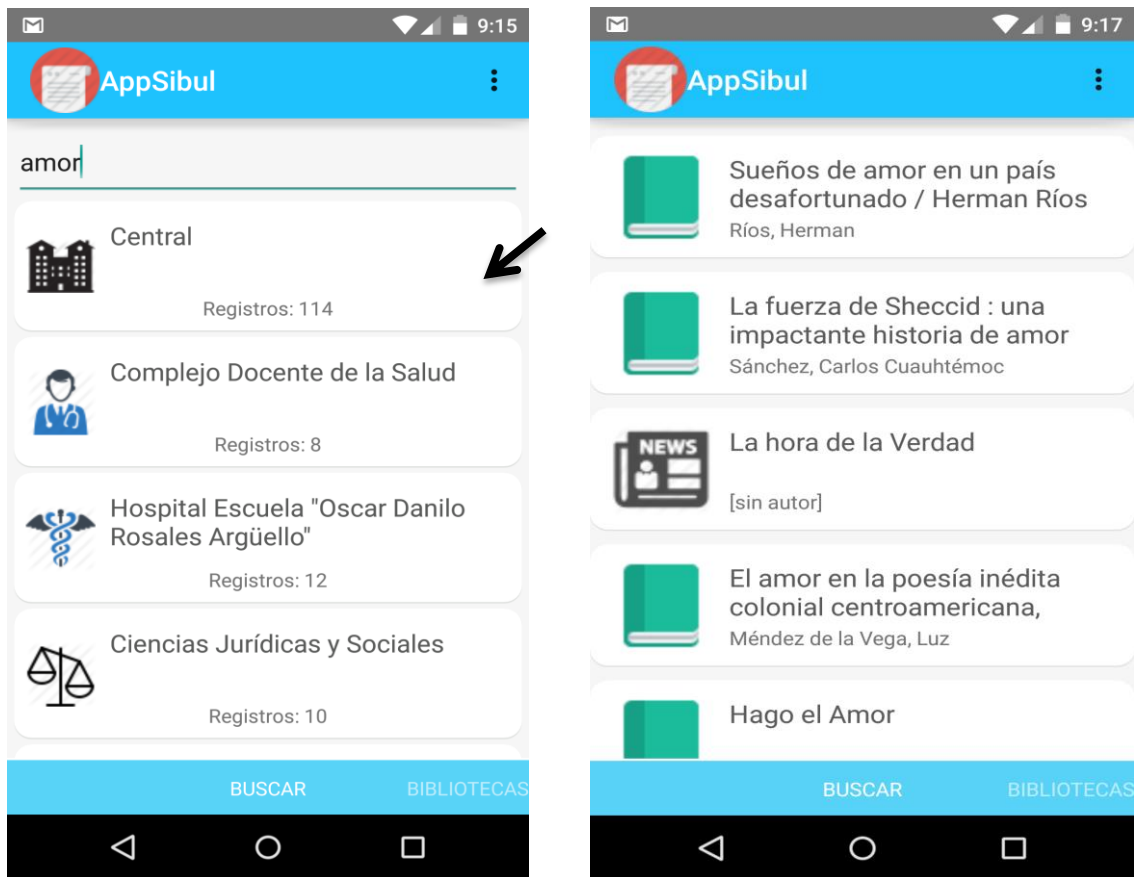 9:15
AppSibul
amor
Central
Registros: 114
Complejo Docente de la Salud
Registros: 8
Hospital Escuela "Oscar Danilo
Rosales Argüello"
Registros: 12
Ciencias Jurídicas y Sociales
Registros: 10
BUSCAR
BIBLIOTECAS
9:17
AppSibul
Sueños de amor en un país
desafortunado / Herman Ríos
Ríos, Herman
La fuerza de Sheccid : una
impactante historia de amor
Sánchez, Carlos Cuauhtémoc
NEWS
La hora de la Verdad
[sin autor]
El amor en la poesía inédita
colonial centroamericana,
Méndez de la Vega, Luz
Hago el Amor
BUSCAR
BIBLIOTECAS